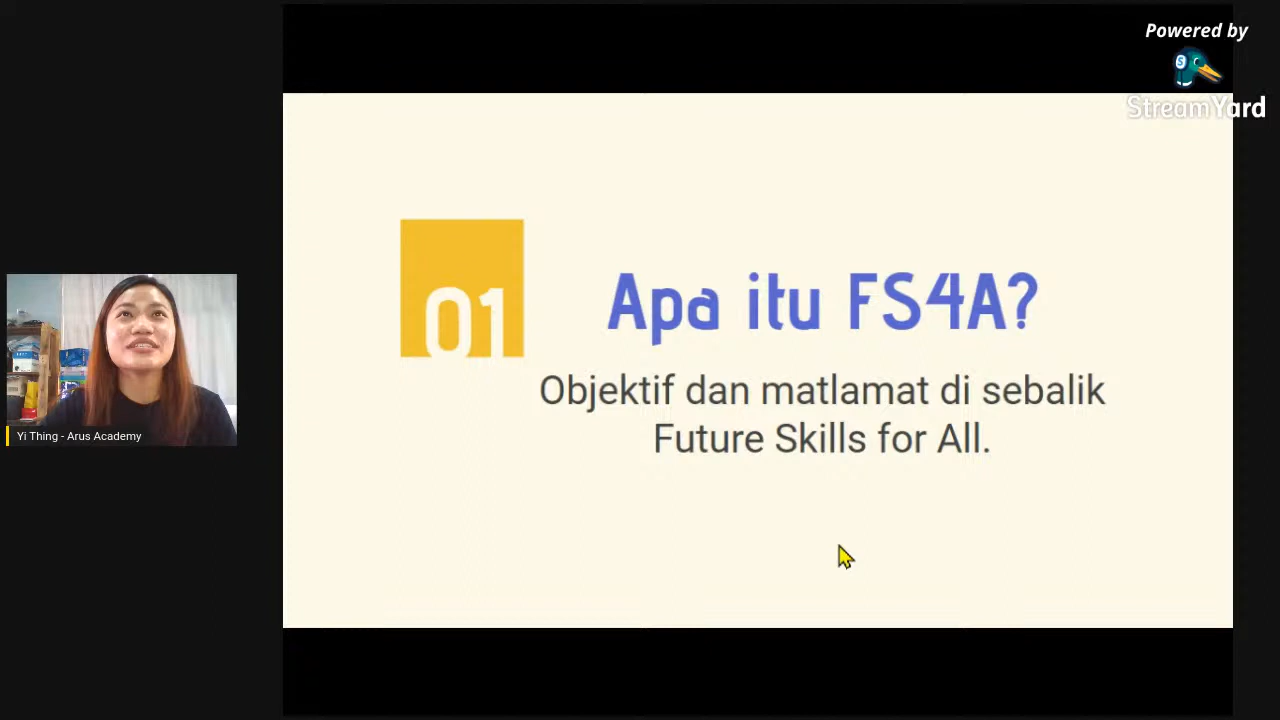 Powered by
StreamYard
01
Apa itu FS4A?
Objektif dan matlamat di sebalik
Future Skills for All.
Yi Thing - Arus Academy